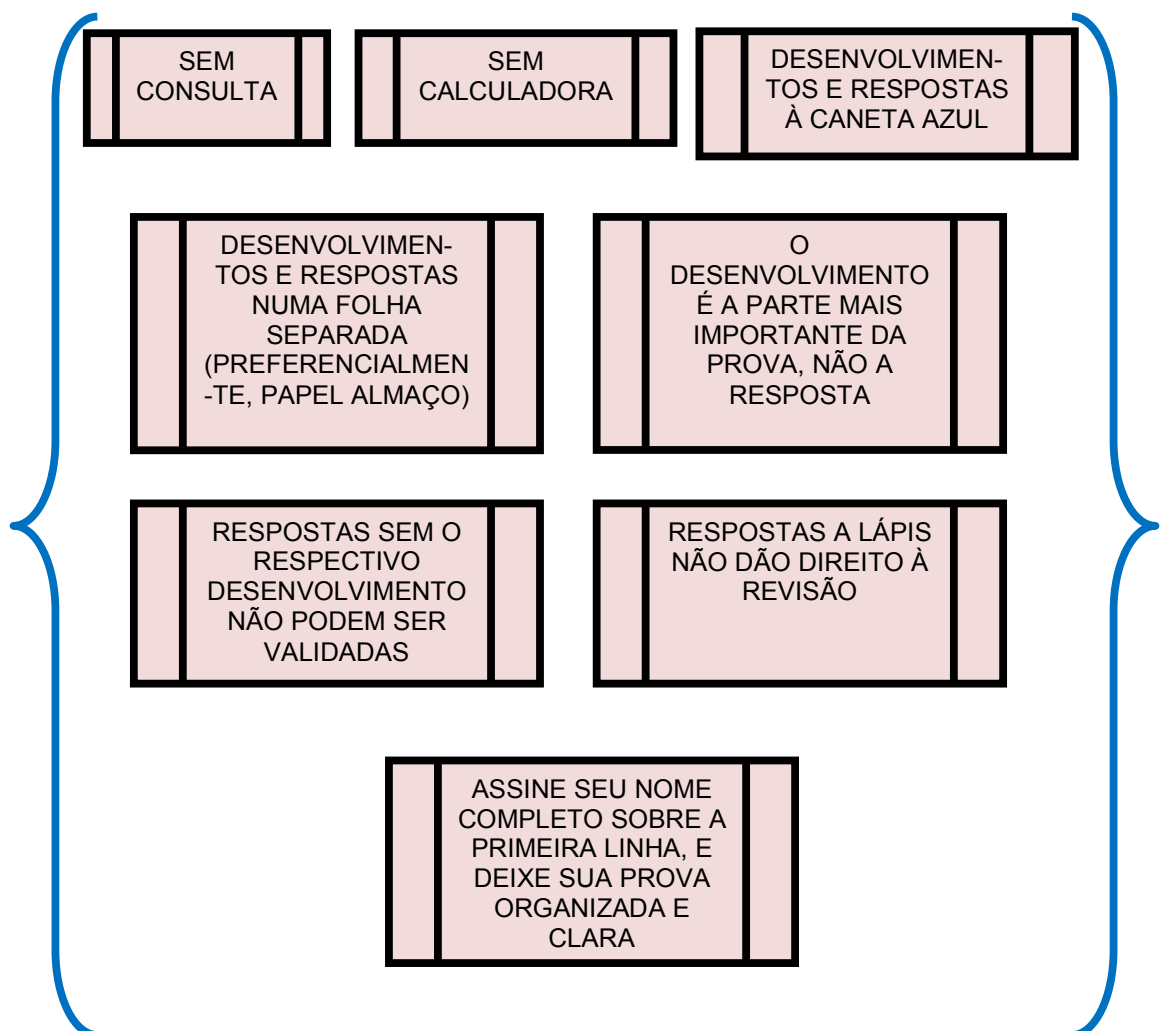 SEM
CONSULTA
SEM
CALCULADORA
DESENVOLVIMEN-
TOS E RESPOSTAS
À CANETA AZUL
DESENVOLVIMEN-
TOS E RESPOSTAS
NUMA FOLHA
SEPARADA
(PREFERENCIALMEN
-TE, PAPEL ALMAÇO)
O
DESENVOLVIMENTO
É A PARTE MAIS
IMPORTANTE DA
PROVA, NÃO A
RESPOSTA
RESPOSTAS SEM O
RESPECTIVO
DESENVOLVIMENTO
NÃO PODEM SER
VALIDADAS
RESPOSTAS A LÁPIS
NÃO DÃO DIREITO À
REVISÃO
ASSINE SEU NOME
COMPLETO SOBRE A
PRIMEIRA LINHA, E
DEIXE SUA PROVA
ORGANIZADA E
CLARA